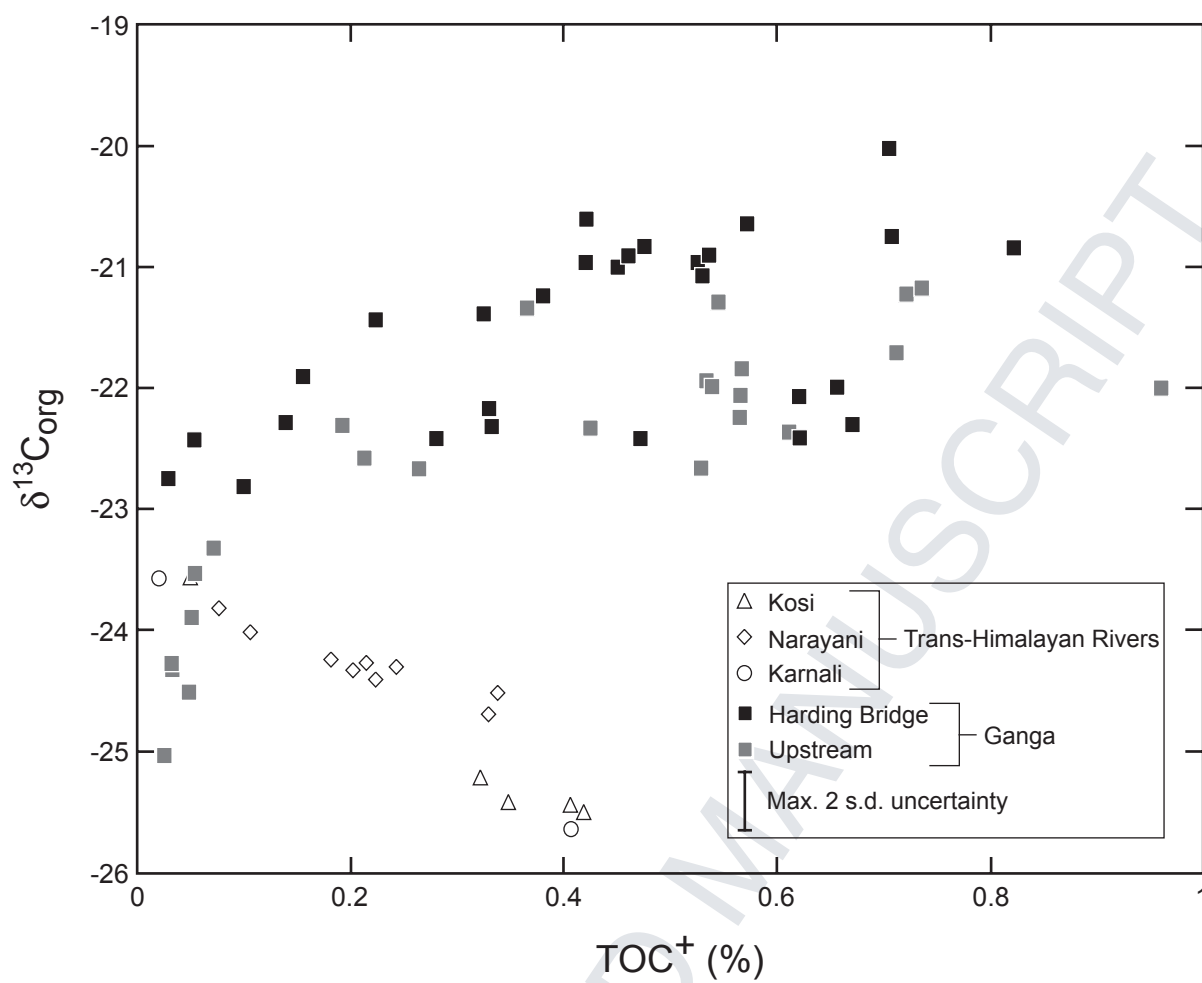 -19
-20
-21
-22
-23
-24
-25
-26
δ13Corg
0 0.2 0.4 0.6 0.8 1
TOC+ (%)
Kosi
Narayani
Karnali
Trans-Himalayan Rivers
Harding Bridge
Upstream
Ganga
Max. 2 s.d. uncertainty
D MANUSCRIPT